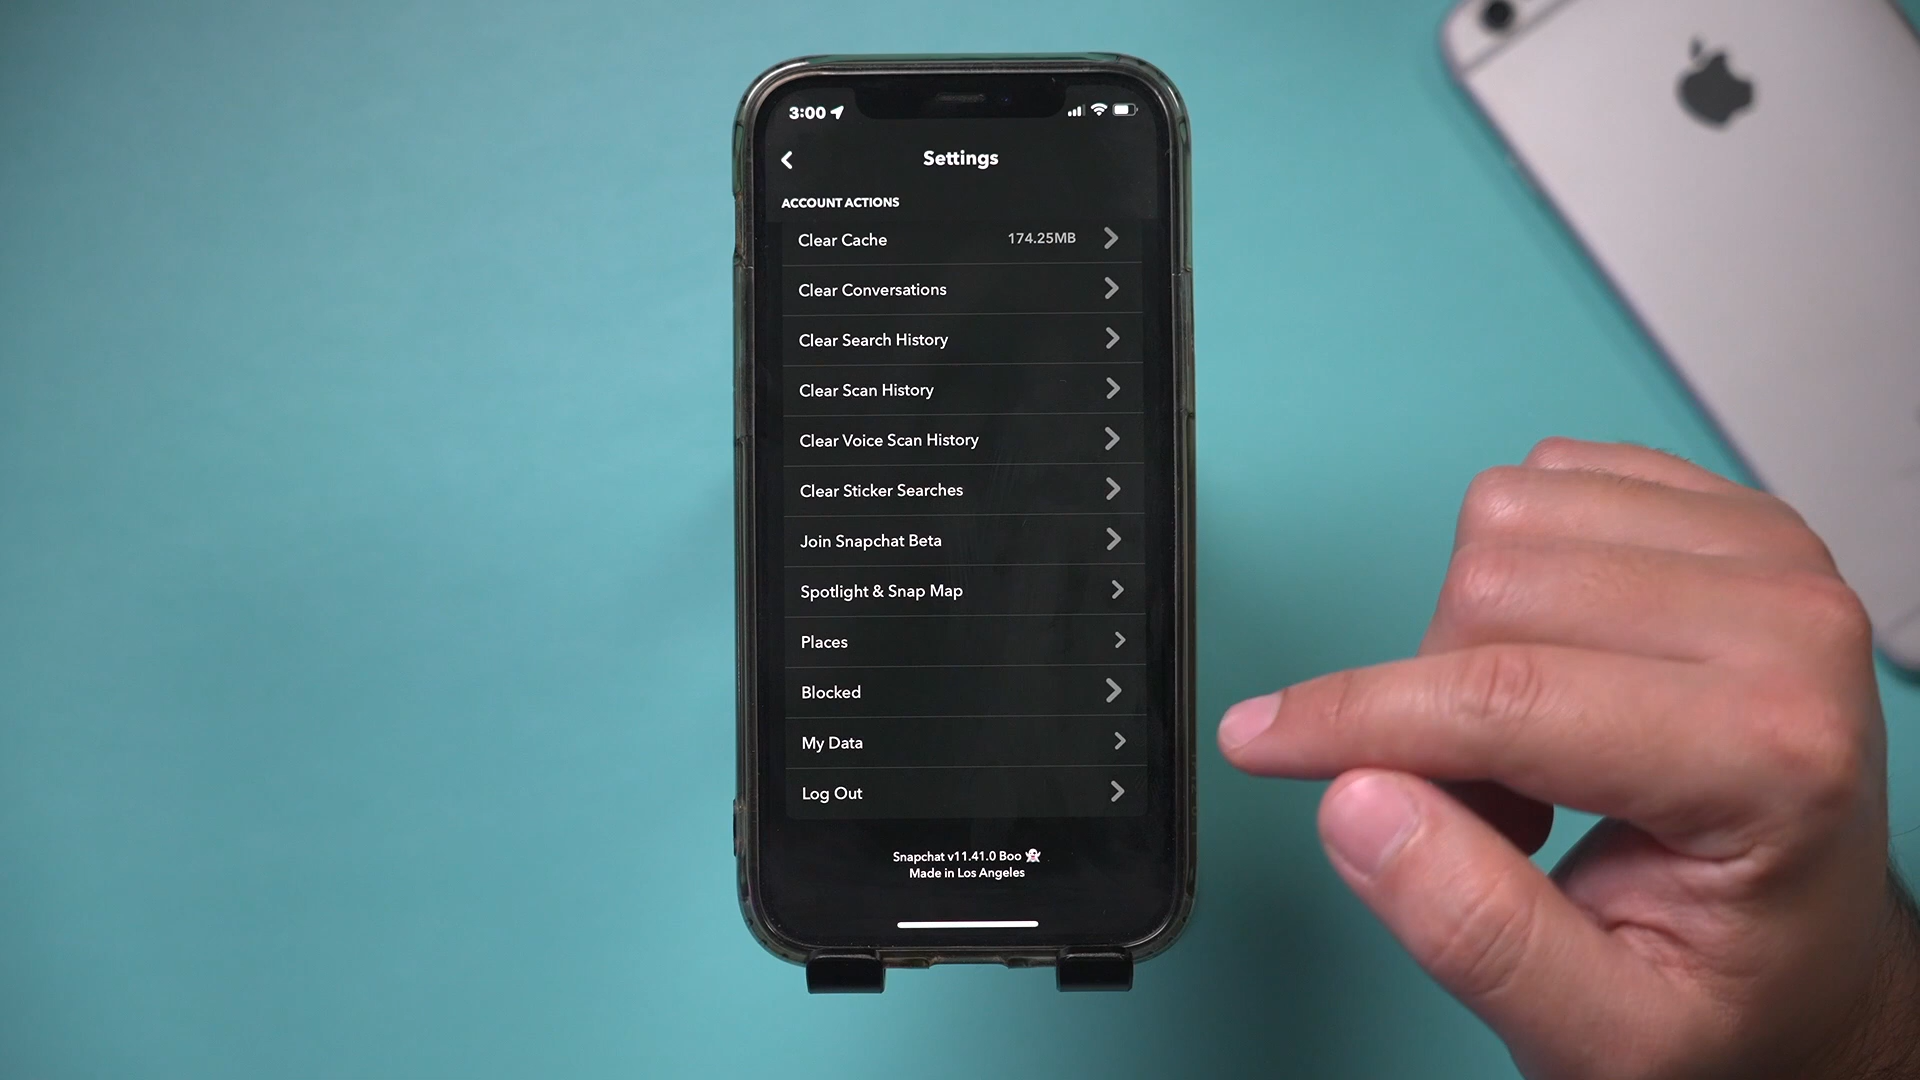 3:00
Settings
ACCOUNT ACTIONS
Clear Cache 174.25MB
Clear Conversations
Clear Search History
Clear Scan History
Clear Voice Scan History
Clear Sticker Searches
Join Snapchat Beta
Spotlight & Snap Map
Places
Blocked
My Data
Log Out
Snapchat v11.41.0 Boo 👻
Made in Los Angeles